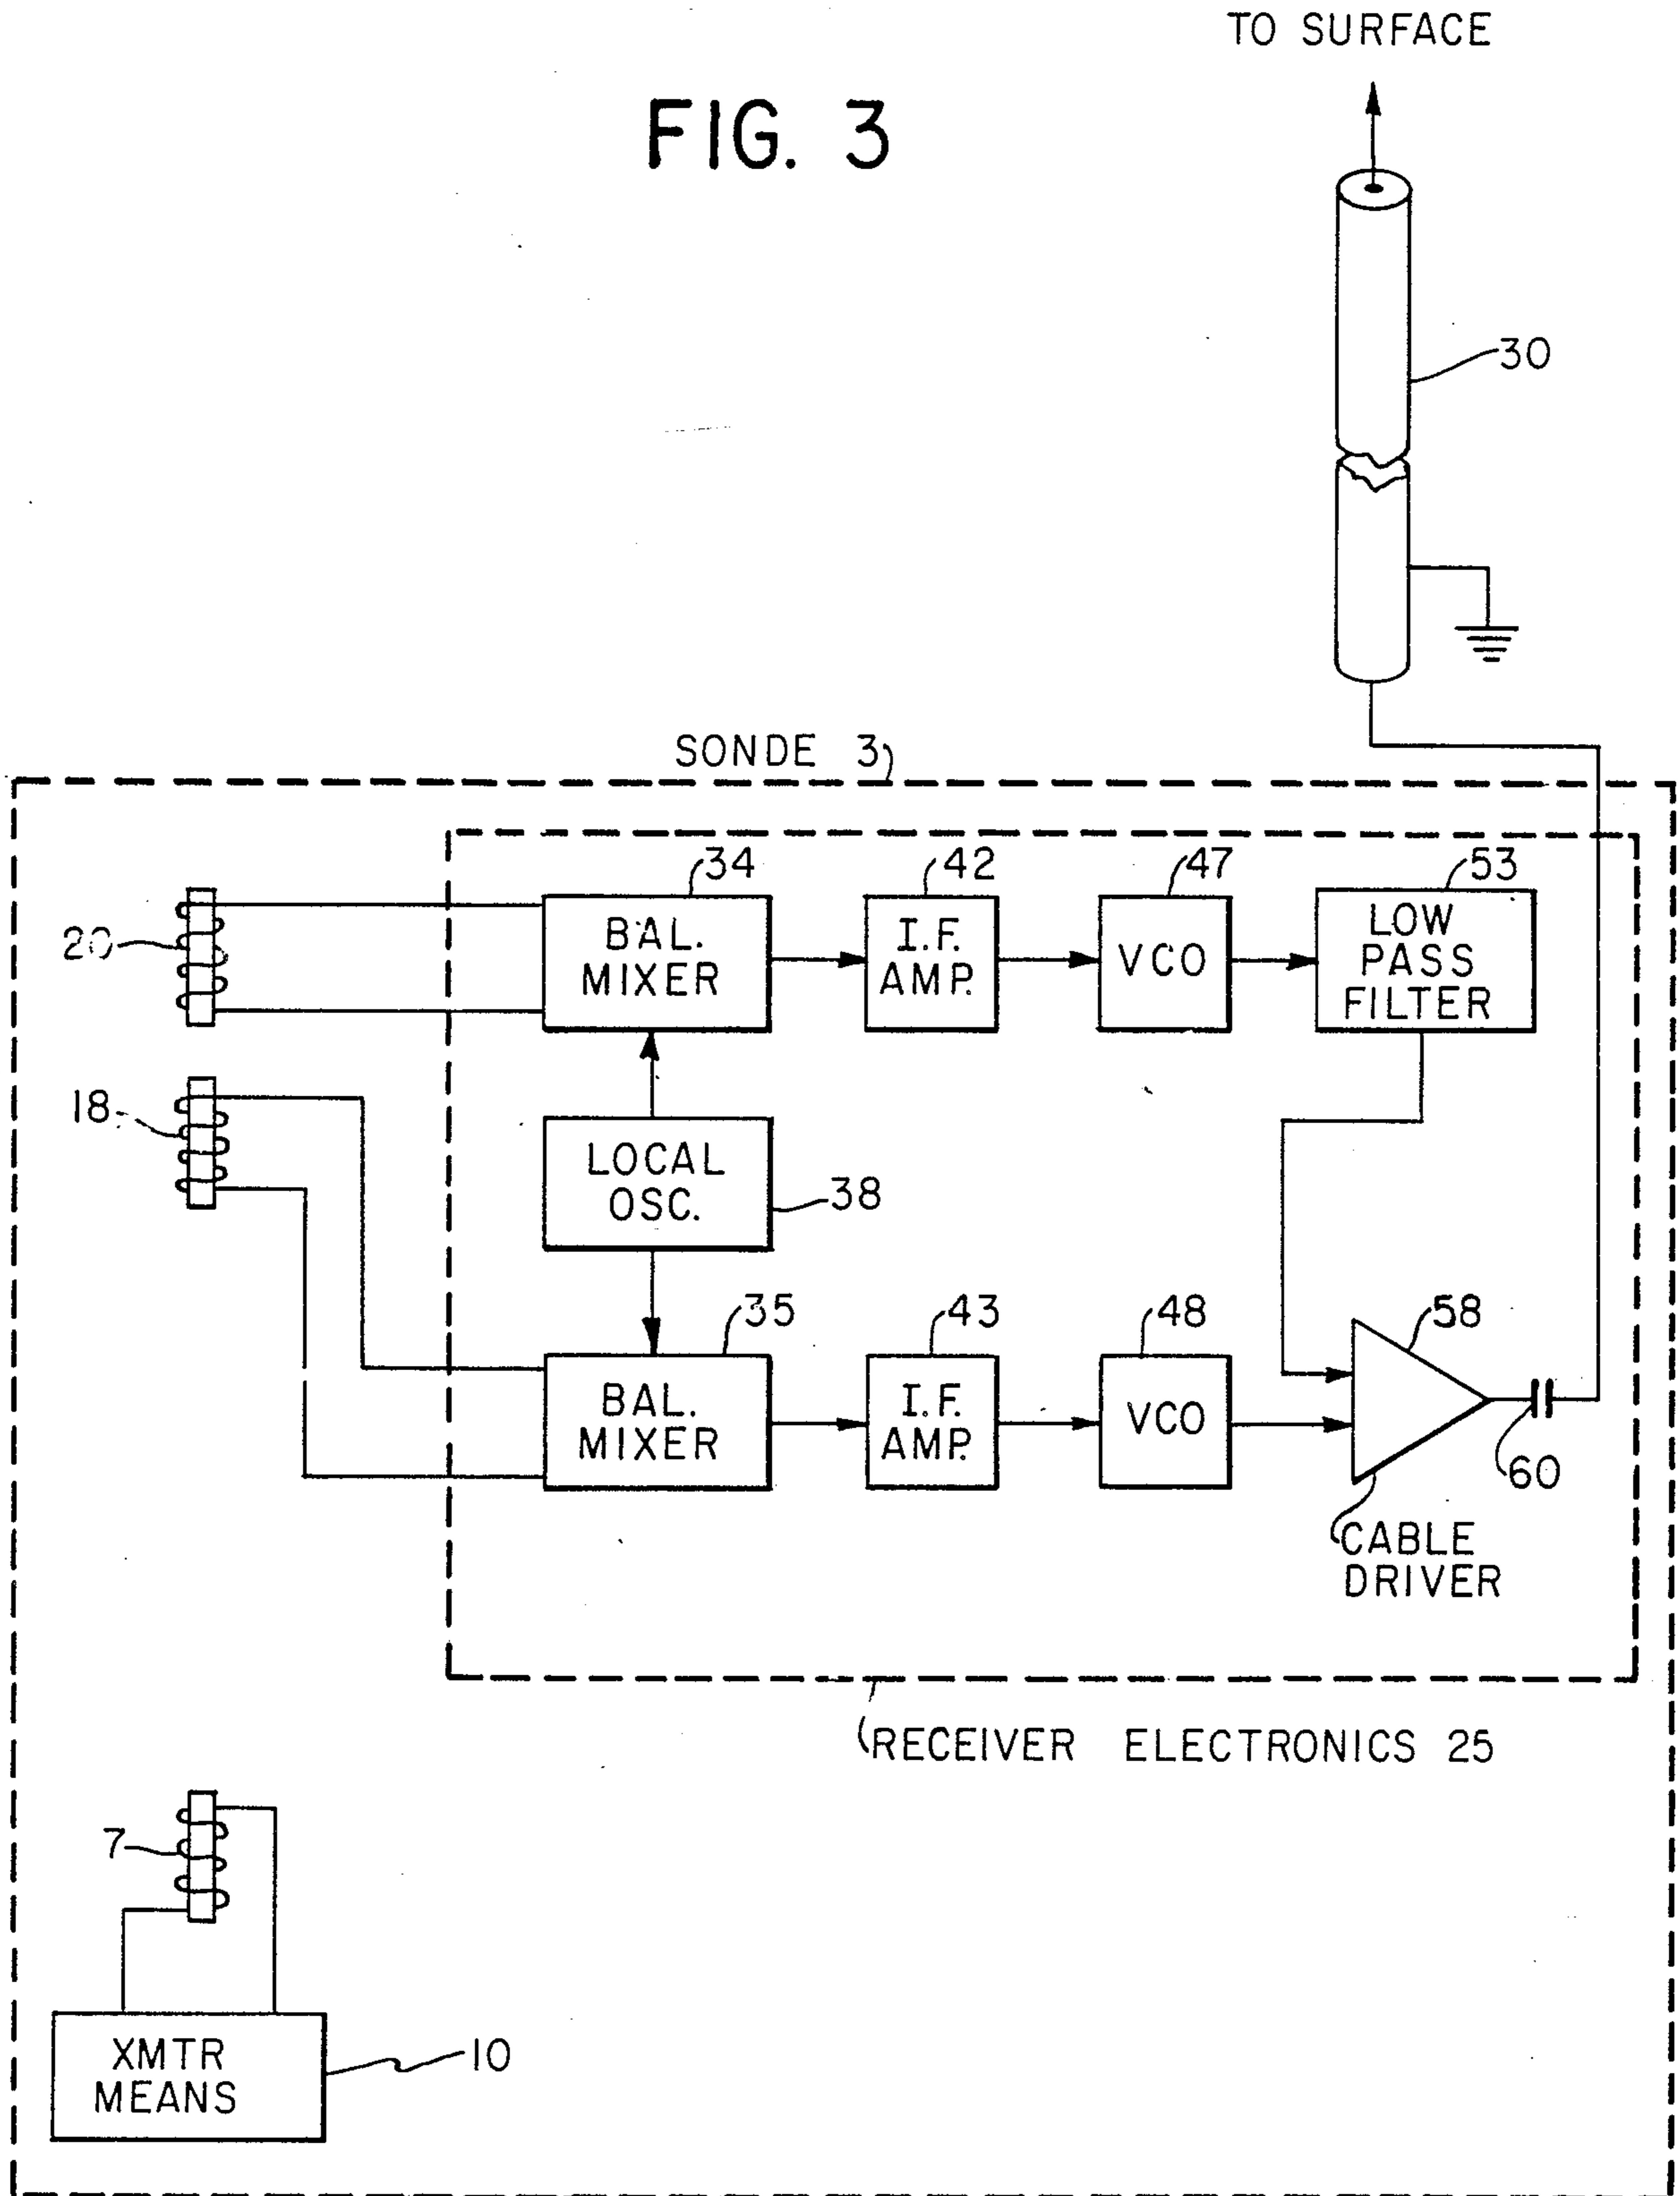 TO SURFACE
FIG. 3
30
SONDE 3
34
42
47
53
20
BAL.
MIXER
I.F.
AMP.
VCO
LOW
PASS
FILTER
18
LOCAL
OSC.
38
35
43
48
58
BAL.
MIXER
I.F.
AMP.
VCO
60
CABLE
DRIVER
RECEIVER ELECTRONICS 25
7
XMTR
MEANS
10